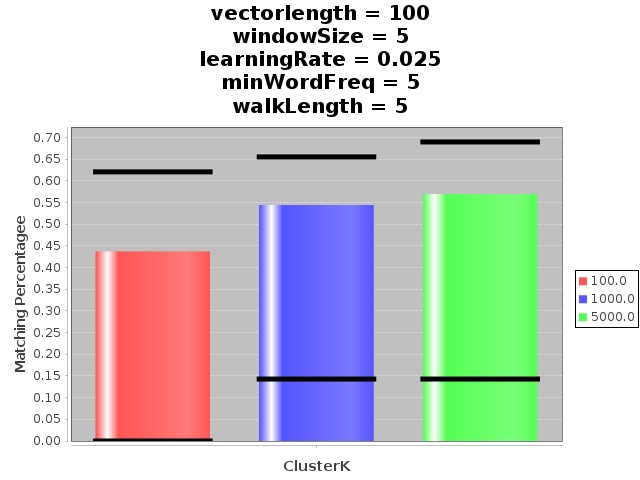 vectorlength = 100
windowSize = 5
learningRate = 0.025
minWordFreq = 5
walkLength = 5
0.70
0.65
0.60
0.55
0.50
0.45
0.40
0.35
0.30
0.25
0.20
0.15
0.10
0.05
0.00
Matching Percentagee
ClusterK
100.0
1000.0
5000.0